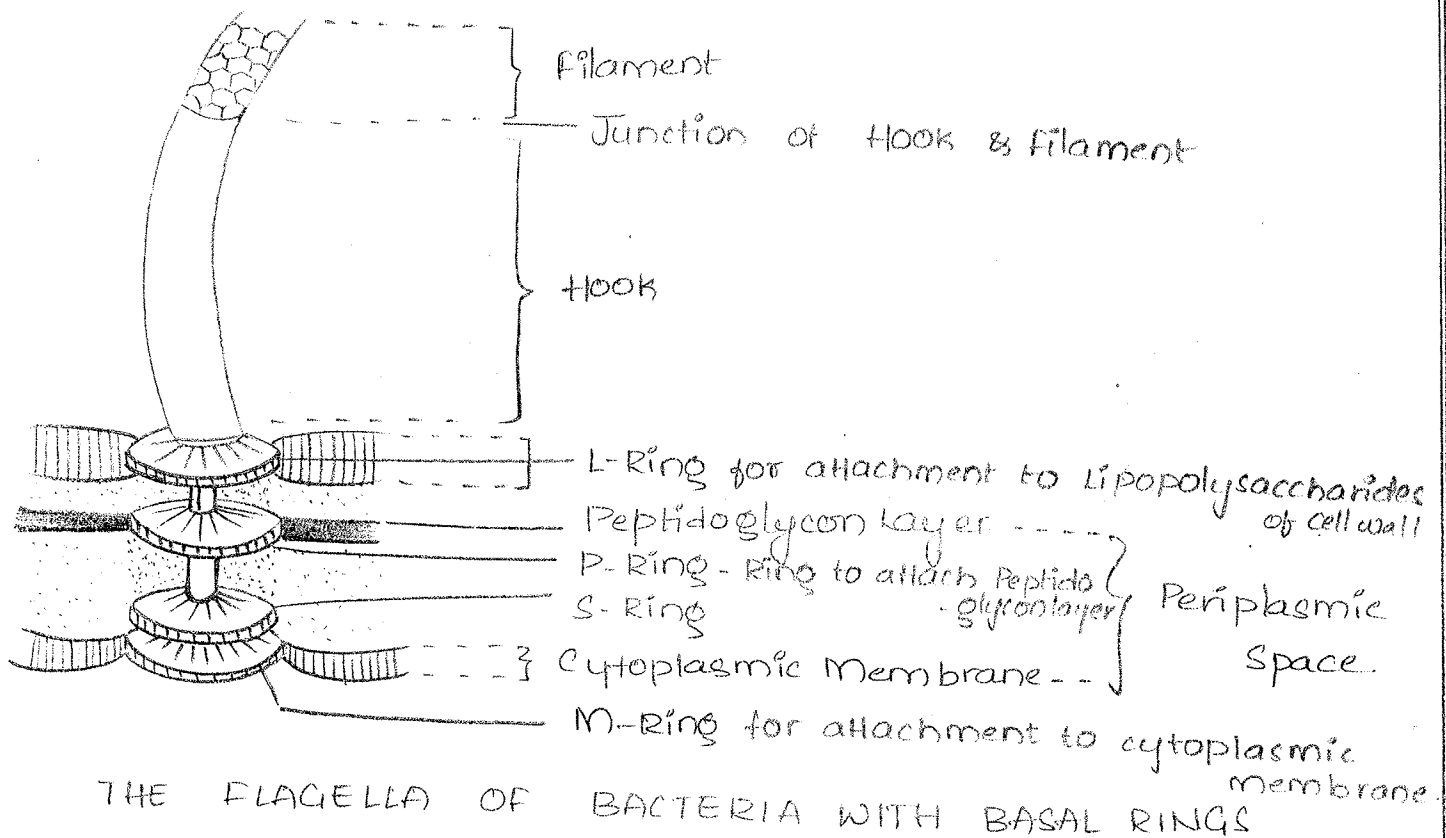 Filament
Junction of Hook & Filament
Hook
L-Ring for attachment to Lipopolysaccharides
of cell wall
Peptidoglycon Layer
P-Ring - Ring to attach Peptido
- glyconlayer
S-Ring
Periplasmic
Space.
Cytoplasmic Membrane
M-Ring for attachment to cytoplasmic
membrane.
THE FLAGELLA OF BACTERIA WITH BASAL RINGS